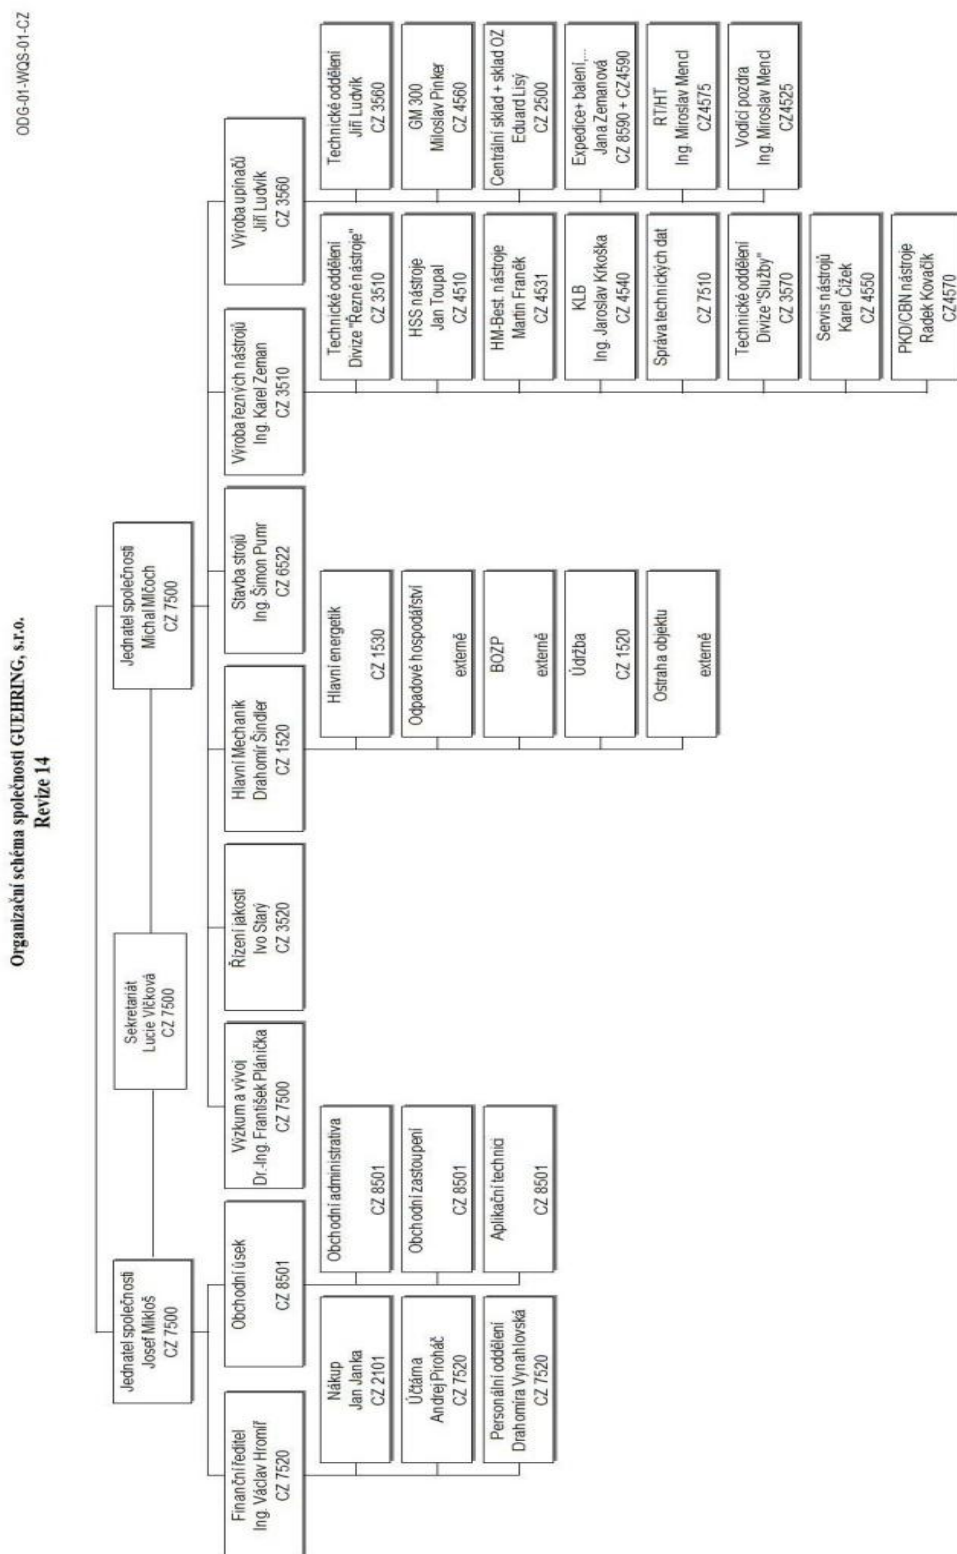 ODG-01-WQS-01-CZ
Organizační schéma společnosti GUEHRING, s.r.o.
Revize 14
Jednatel společnosti
Josef Mikloš
CZ 7500
Sekretariát
Lucie Vlčková
CZ 7500
Jednatel společnosti
Michal Mlčoch
CZ 7500
Finanční ředitel
Ing. Václav Hromíř
CZ 7520
Obchodní úsek
CZ 8501
Výzkum a vývoj
Dr.-Ing. František Plánička
CZ 7500
Řízení jakosti
Ivo Starý
CZ 3520
Hlavní Mechanik
Drahomír Šindler
CZ 1520
Stavba strojů
Ing. Šimon Pumr
CZ 6522
Výroba řezných nástrojů
Ing. Karel Zeman
CZ 3510
Výroba upínačů
Jiří Ludvík
CZ 3560
Nákup
Jan Janka
CZ 2101
Účtárna
Andrej Piroháč
CZ 7520
Personální oddělení
Drahomíra Vynahlovská
CZ 7520
Obchodní administrativa
CZ 8501
Obchodní zastoupení
CZ 8501
Aplikační technici
CZ 8501
Hlavní energetik
CZ 1530
Odpadové hospodářství
externě
BOZP
externě
Údržba
CZ 1520
Ostraha objektu
externě
Technické oddělení
Divize "Řezné nástroje"
CZ 3510
HSS nástroje
Jan Toupal
CZ 4510
HM-Best. nástroje
Martin Franěk
CZ 4531
KLB
Ing. Jaroslav Krkoška
CZ 4540
Správa technických dat
CZ 7510
Technické oddělení
Divize "Služby"
CZ 3570
Servis nástrojů
Karel Čížek
CZ 4550
PKD/CBN nástroje
Radek Kovačík
CZ4570
Technické oddělení
Jiří Ludvík
CZ 3560
GM 300
Miloslav Pinker
CZ 4560
Centrální sklad + sklad OZ
Eduard Lisý
CZ 2500
Expedice+ balení,...
Jana Zemanová
CZ 8590 + CZ4590
RT/HT
Ing. Miroslav Mencl
CZ4575
Vodící pozdra
Ing. Miroslav Mencl
CZ4525